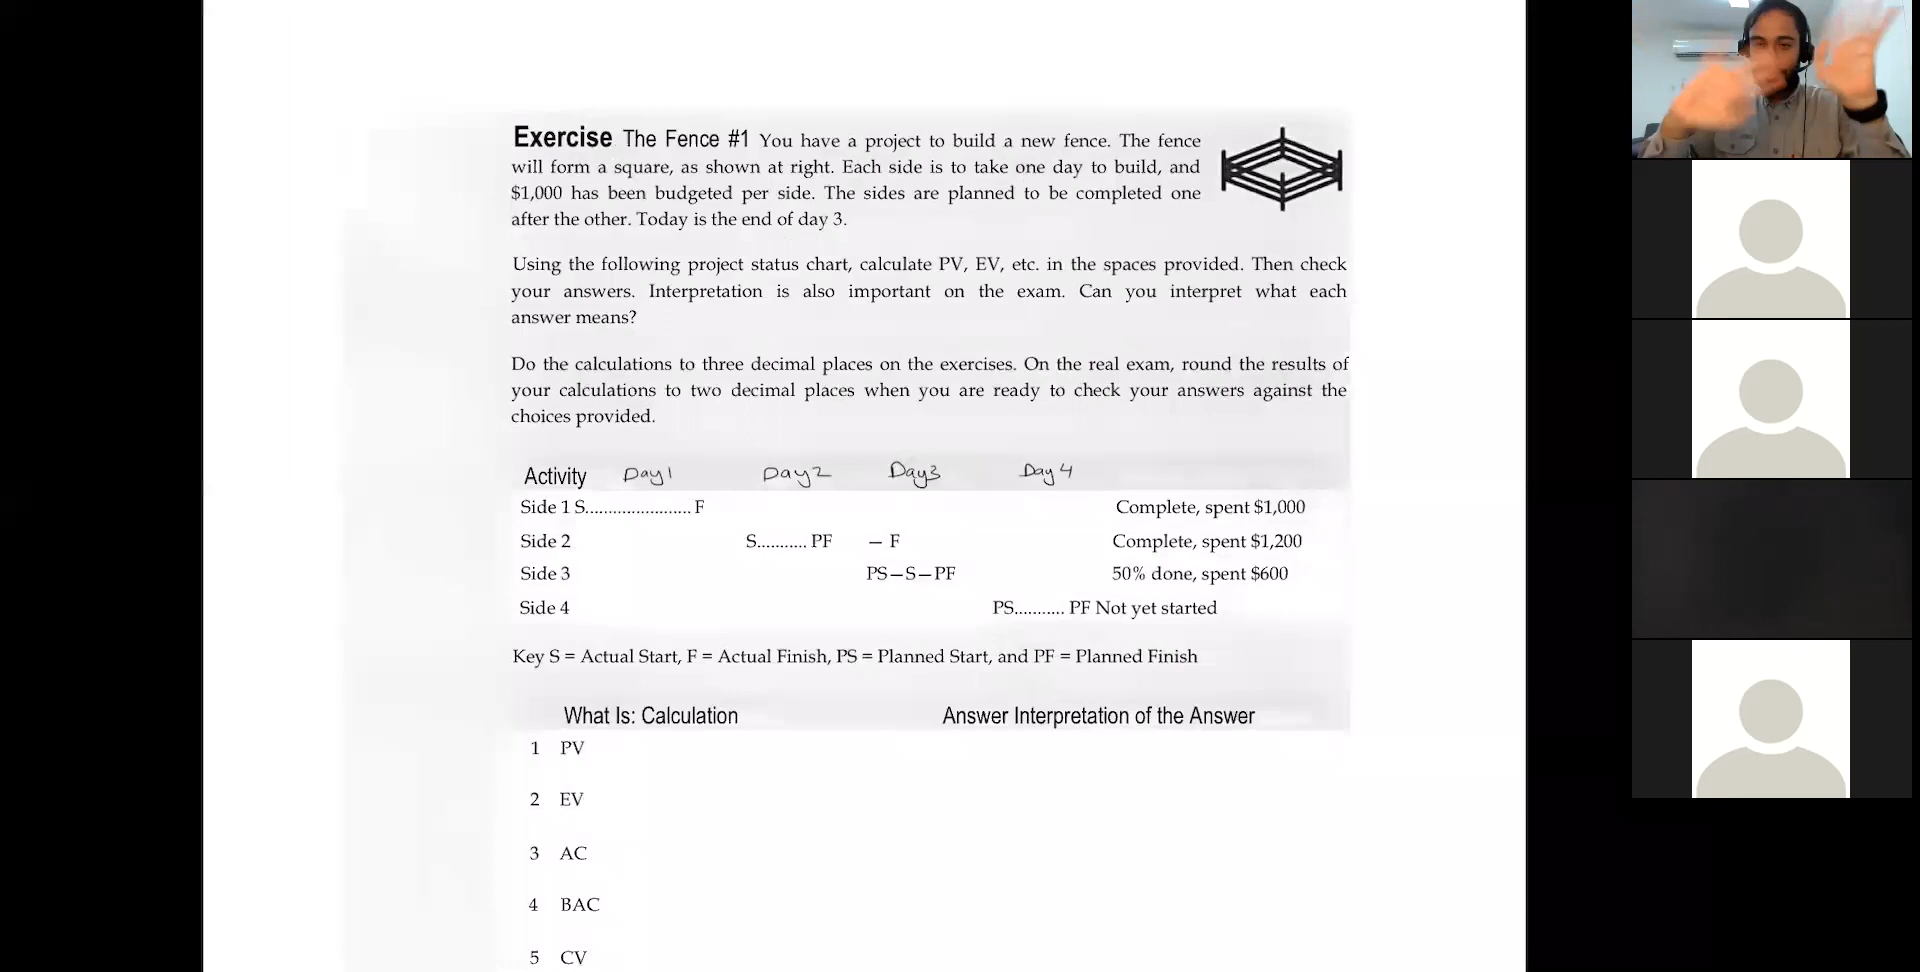 Exercise The Fence #1 You have a project to build a new fence. The fence
will form a square, as shown at right. Each side is to take one day to build, and
$1,000 has been budgeted per side. The sides are planned to be completed one
after the other. Today is the end of day 3.
Using the following project status chart, calculate PV, EV, etc. in the spaces provided. Then check
your answers. Interpretation is also important on the exam. Can you interpret what each
answer means?
Do the calculations to three decimal places on the exercises. On the real exam, round the results of
your calculations to two decimal places when you are ready to check your answers against the
choices provided.
Activity Day1 Day2 Day3 Day4
Side 1 S....................... F Complete, spent $1,000
Side 2 S........... PF – F Complete, spent $1,200
Side 3 PS–S–PF 50% done, spent $600
Side 4 PS........... PF Not yet started
Key S = Actual Start, F = Actual Finish, PS = Planned Start, and PF = Planned Finish
What Is: Calculation Answer Interpretation of the Answer
1 PV
2 EV
3 AC
4 BAC
5 CV